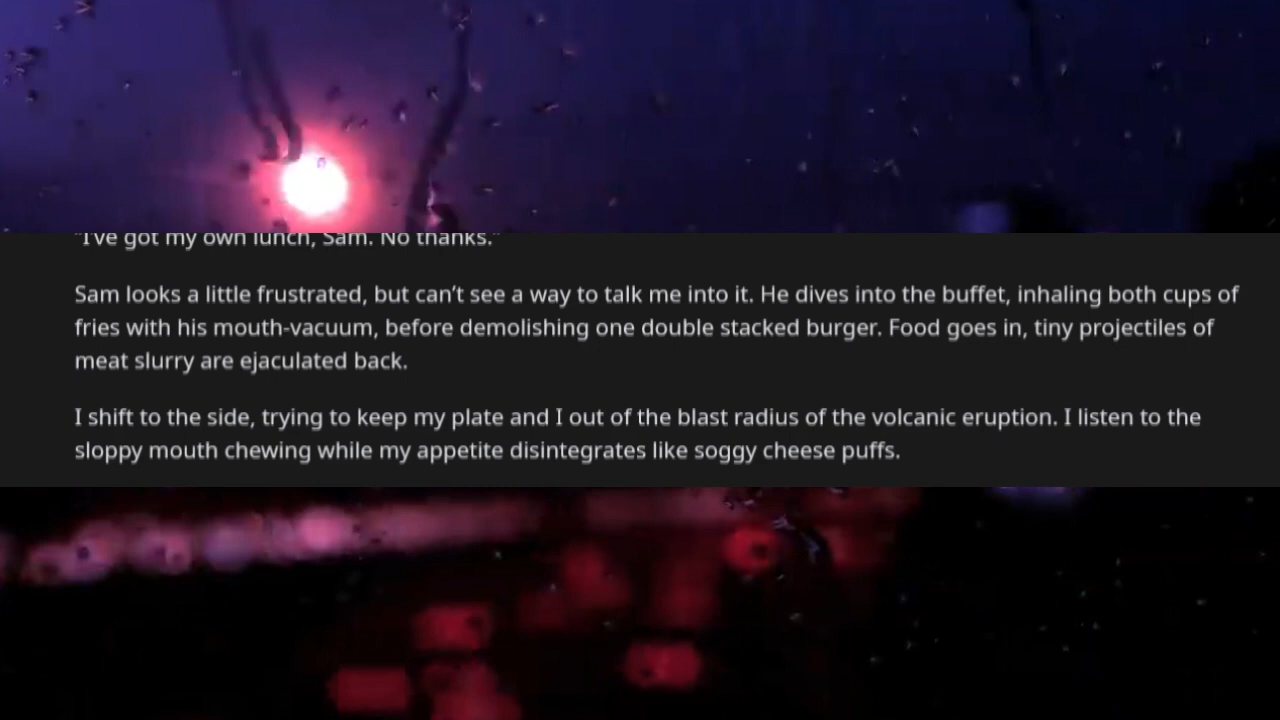 "I've got my own lunch, Sam. No thanks."
Sam looks a little frustrated, but can’t see a way to talk me into it. He dives into the buffet, inhaling both cups of
fries with his mouth-vacuum, before demolishing one double stacked burger. Food goes in, tiny projectiles of
meat slurry are ejaculated back.
I shift to the side, trying to keep my plate and I out of the blast radius of the volcanic eruption. I listen to the
sloppy mouth chewing while my appetite disintegrates like soggy cheese puffs.